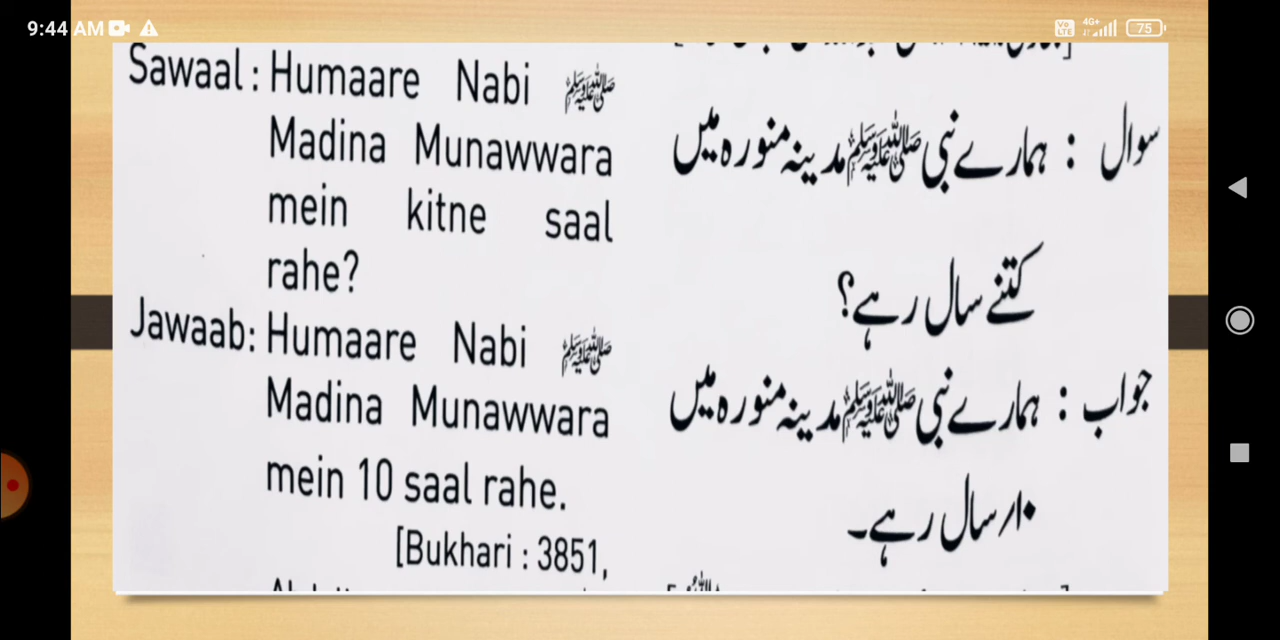 9:44 AM
Vo LTE 4G+ 75
Sawaal : Humaare Nabi ﷺ
Madina Munawwara
mein kitne saal
rahe?
Jawaab: Humaare Nabi ﷺ
Madina Munawwara
mein 10 saal rahe.
[Bukhari : 3851,
سوال : ہمارے نبی ﷺ مدینہ منورہ میں
کتنے سال رہے؟
جواب : ہمارے نبی ﷺ مدینہ منورہ میں
۱۰؍ سال رہے۔